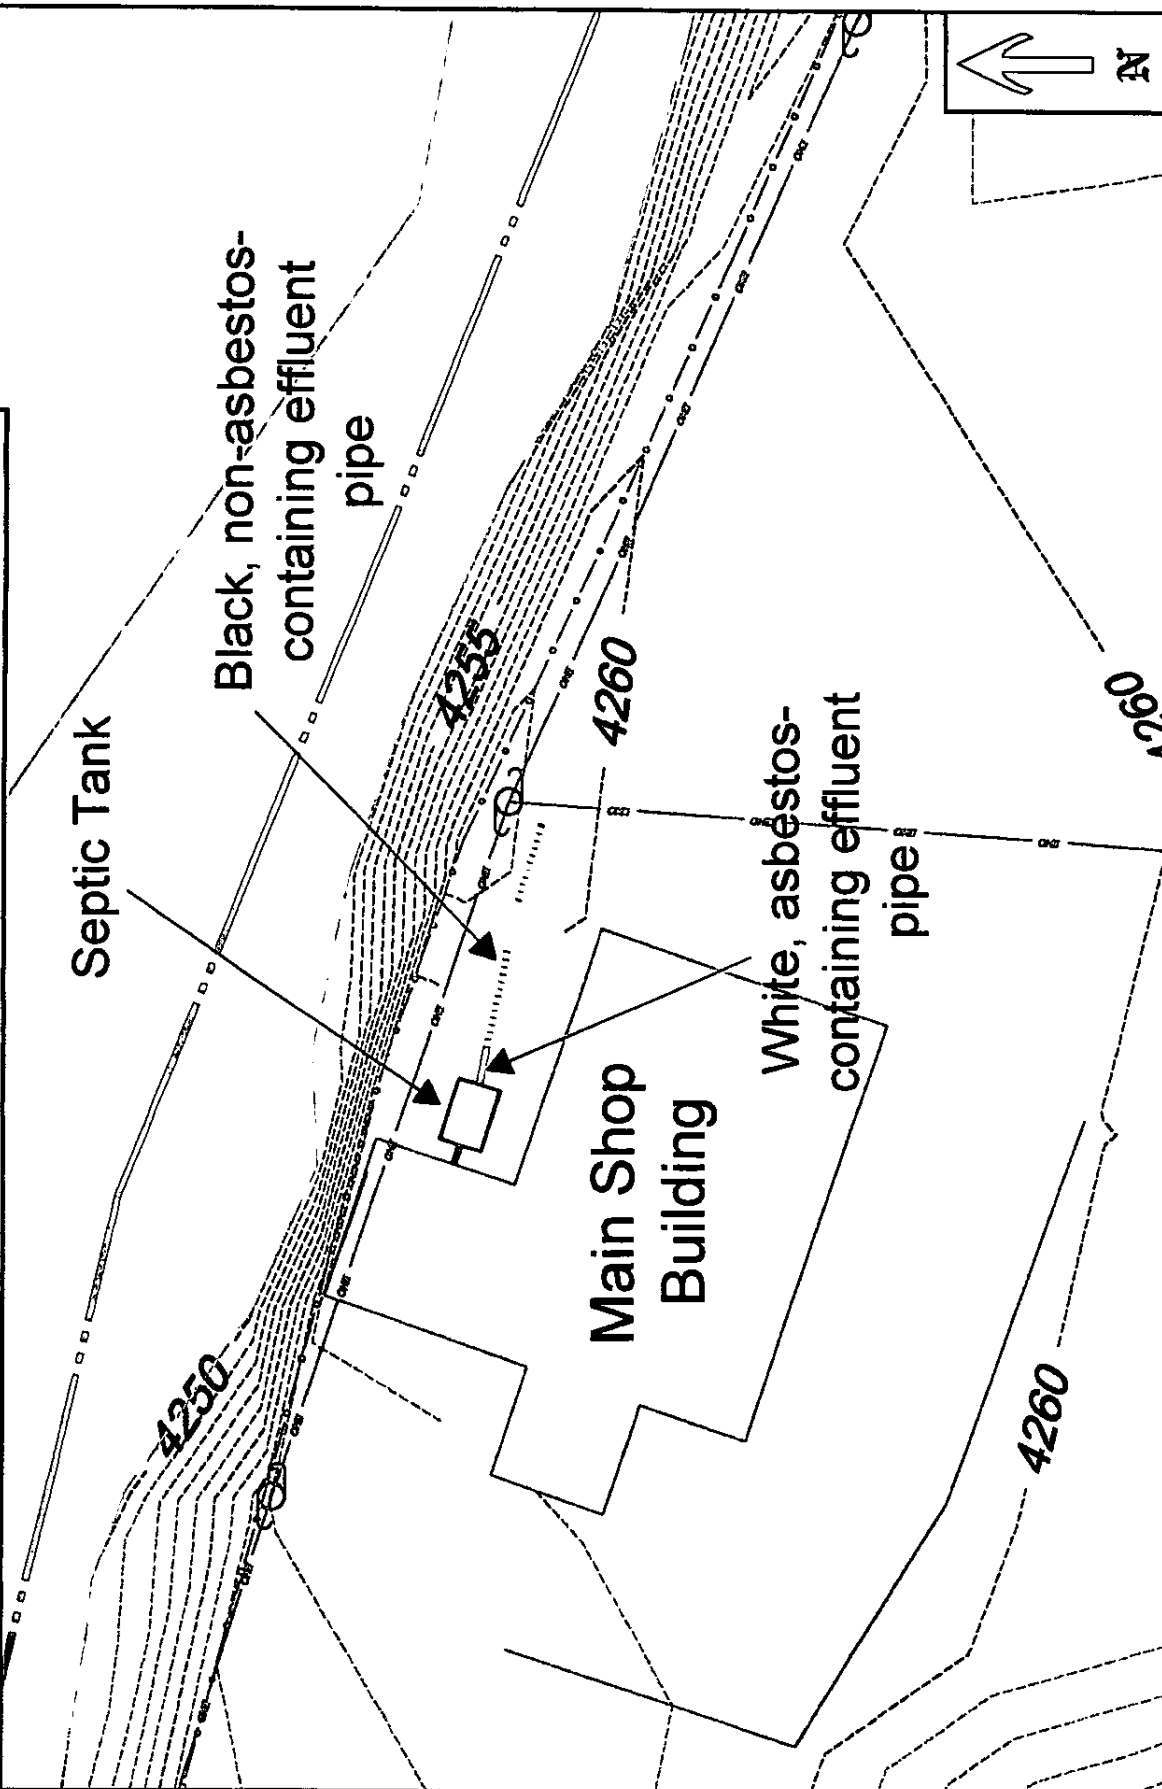 N
Septic Tank
Black, non-asbestos-
containing effluent
pipe
4250
4255
4260
Main Shop
Building
White, asbestos-
containing effluent
pipe
4260
4260